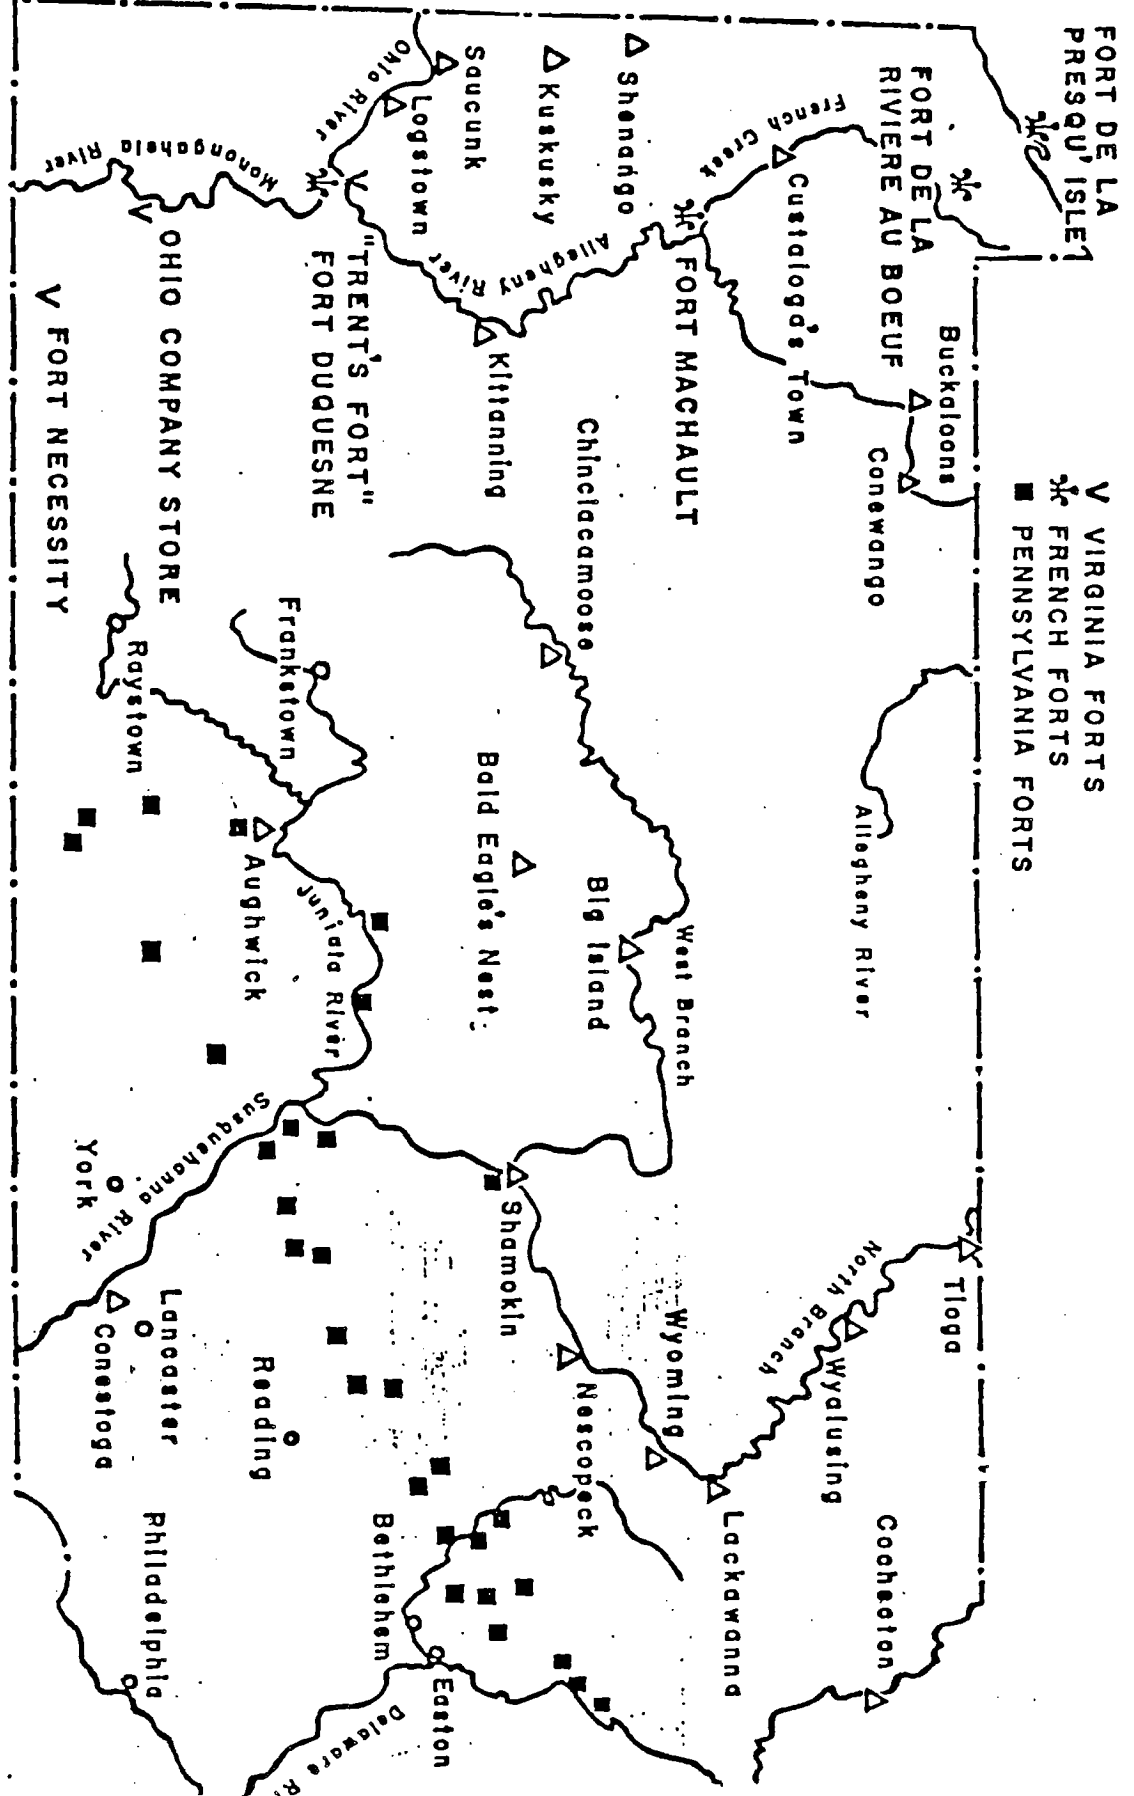 FORT DE LA
PRESQU' ISLE
V VIRGINIA FORTS
FRENCH FORTS
■ PENNSYLVANIA FORTS
FORT DE LA
RIVIERE AU BOEUF
Buckaloons
Conewango
French Creek
Custaloga's Town
Allegheny River
Tioga
North Branch
Wyalusing
Cochecton
Shenango
FORT MACHAULT
Kuskusky
Allegheny River
Chinclacamoose
West Branch
Big Island
Wyoming
Lackawanna
Saucunk
Logstown
Ohio River
Kittanning
Bald Eagle's Nest
Shamokin
Nescopeck
"TRENT'S FORT"
FORT DUQUESNE
Monongahela
River
Frankstown
Juniata River
Aughwick
Bethlehem
Easton
Delaware R
OHIO COMPANY STORE
Raystown
Susquehanna River
Reading
FORT NECESSITY
York
Lancaster
Conestoga
Philadelphia